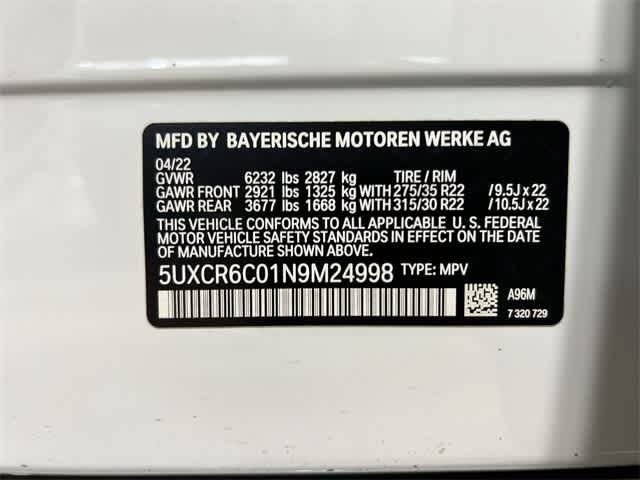 MFD BY BAYERISCHE MOTOREN WERKE AG
04/22
GVWR 6232 lbs 2827 kg TIRE / RIM
GAWR FRONT 2921 lbs 1325 kg WITH 275/35 R22 /9.5J x 22
GAWR REAR 3677 lbs 1668 kg WITH 315/30 R22 /10.5J x 22
THIS VEHICLE CONFORMS TO ALL APPLICABLE U. S. FEDERAL
MOTOR VEHICLE SAFETY STANDARDS IN EFFECT ON THE
DATE OF MANUFACTURE SHOWN ABOVE.
5UXCR6C01N9M24998 TYPE: MPV
A96M
7 320 729